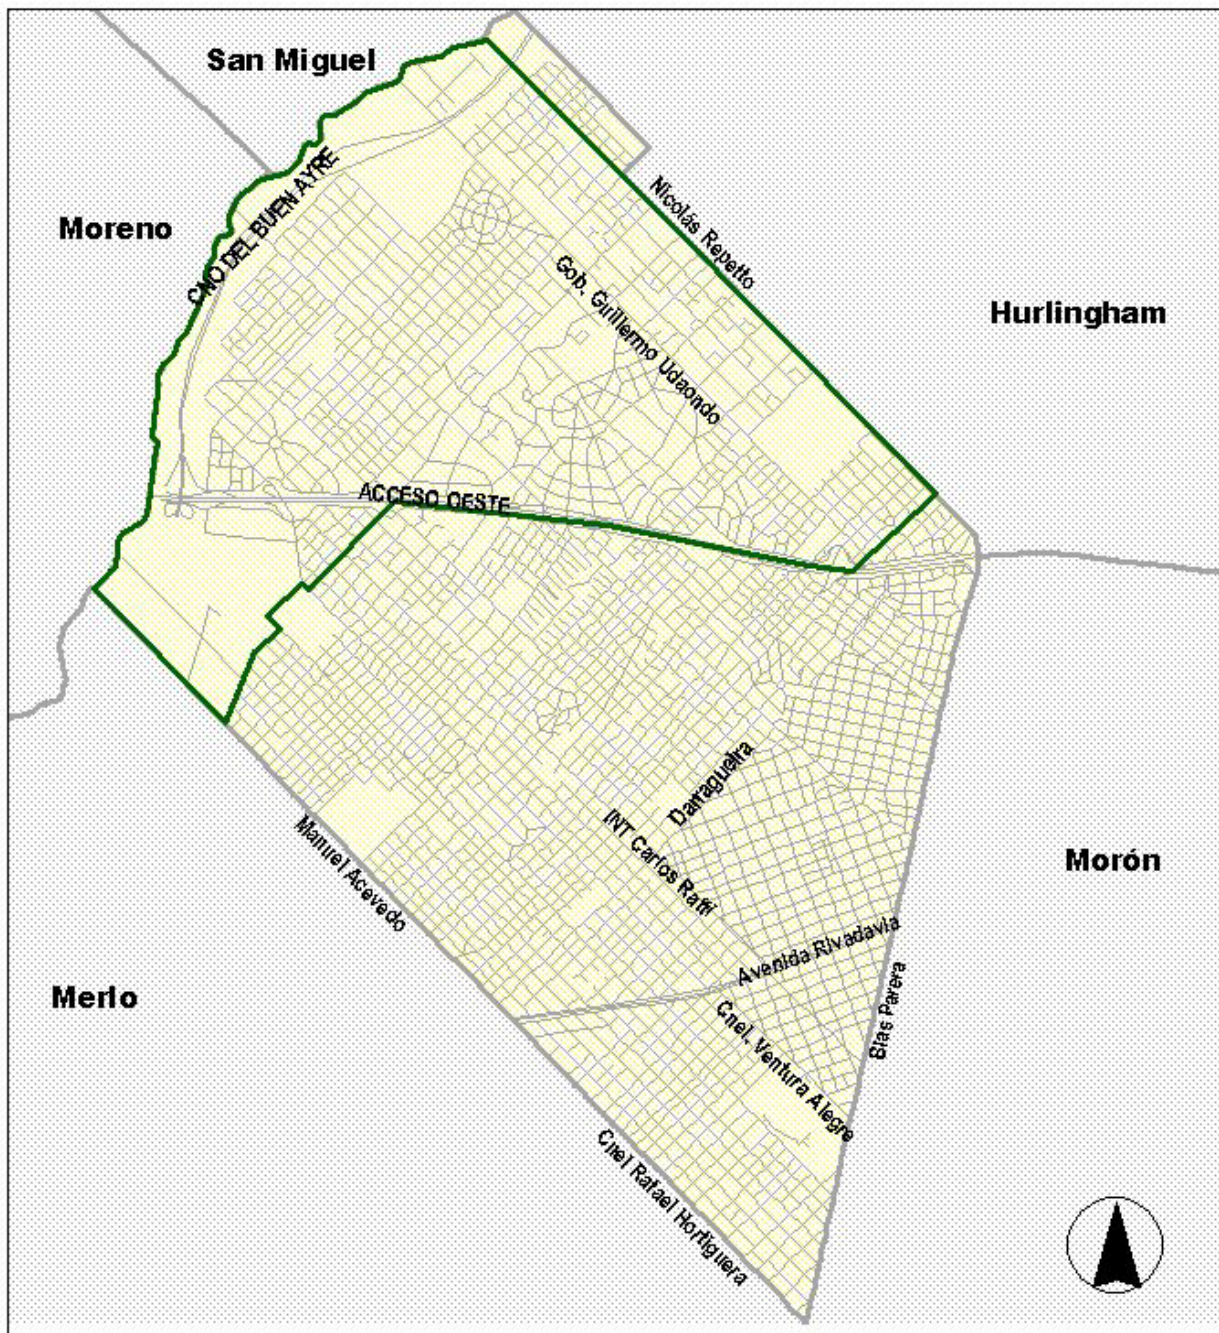 San Miguel
CNO DEL BUEN AYRE
Moreno
Nicolás Repetto
Gob. Guillermo Udaondo
Hurlingham
ACCESO OESTE
Darragueira
INT Carlos Ratti
Manuel Acevedo
Morón
Avenida Rivadavia
Merlo
Blas Parera
Cnel. Ventura Alegre
Cnel Rafael Hortiguera